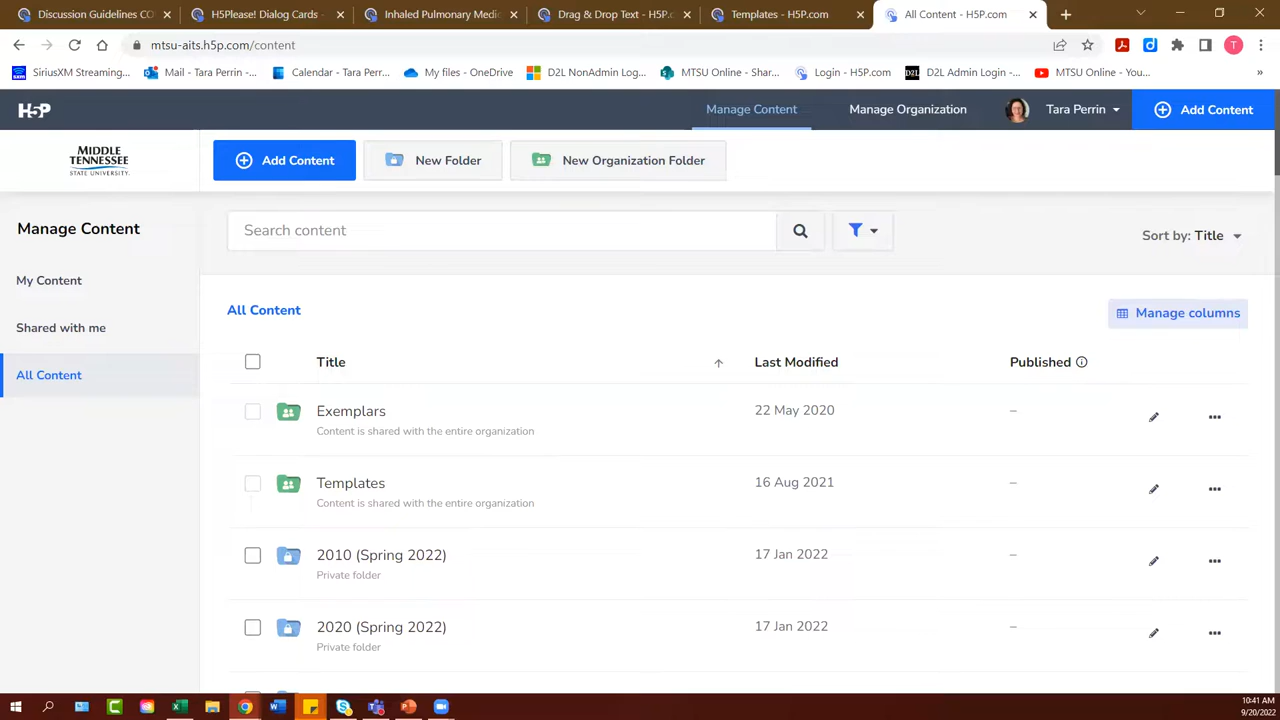 Discussion Guidelines CO
H5Please! Dialog Cards -
Inhaled Pulmonary Medic
Drag & Drop Text - H5P.c
Templates - H5P.com
All Content - H5P.com
mtsu-aits.h5p.com/content
T
SiriusXM Streaming...
Mail - Tara Perrin -...
Calendar - Tara Perr...
My files - OneDrive
D2L NonAdmin Log...
MTSU Online - Shar...
Login - H5P.com
D2L Admin Login -...
MTSU Online - You...
»
H5P
Manage Content
Manage Organization
Tara Perrin
Add Content
MIDDLE
TENNESSEE
STATE UNIVERSITY.
Add Content
New Folder
New Organization Folder
Manage Content
Search content
Sort by: Title
My Content
Shared with me
All Content
All Content
Manage columns
Title
Last Modified
Published
Exemplars
22 May 2020
–
Content is shared with the entire organization
Templates
16 Aug 2021
–
Content is shared with the entire organization
2010 (Spring 2022)
17 Jan 2022
–
Private folder
2020 (Spring 2022)
17 Jan 2022
–
Private folder
10:41 AM
9/20/2022